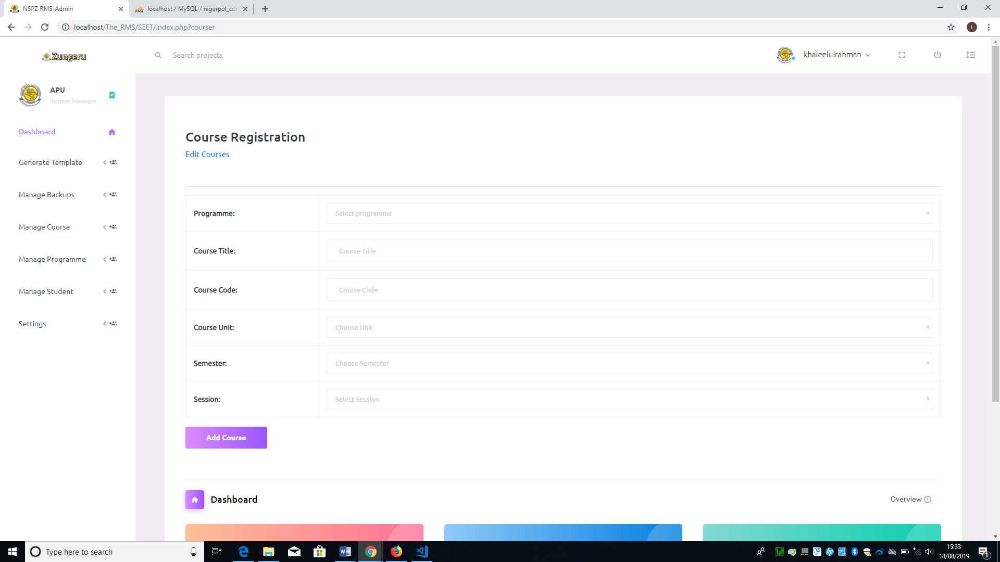 NSPZ RMS-Admin
localhost / MySQL / nigerpol_con
localhost/The_RMS/SEET/index.php?courser
I
Zungeru
Search projects
khaleelulrahman
APU
System Manager
Dashboard
Generate Template
Manage Backups
Manage Course
Manage Programme
Manage Student
Settings
Course Registration
Edit Courses
Programme:
Select programme
Course Title:
Course Title
Course Code:
Course Code
Course Unit:
Choose Unit
Semester:
Choose Semester
Session:
Select Session
Add Course
Dashboard
Overview
Type here to search
15:33
18/08/2019
1